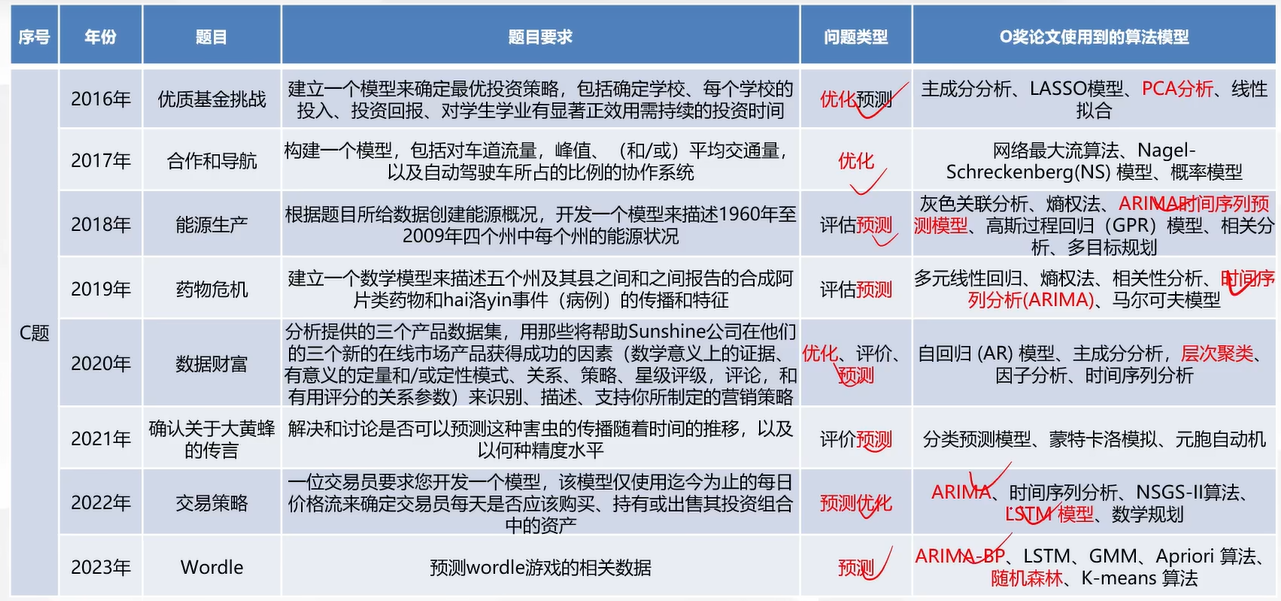 序号 年份 题目 题目要求 问题类型 O奖论文使用到的算法模型
C题
2016年 优质基金挑战
建立一个模型来确定最优投资策略，包括确定学校、每个学校的
投入、投资回报、对学生学业有显著正效用需持续的投资时间
优化预测
主成分分析、LASSO模型、PCA分析、线性
拟合
2017年 合作和导航
构建一个模型，包括对车道流量，峰值、（和/或）平均交通量，
以及自动驾驶车所占的比例的协作系统
优化
网络最大流算法、Nagel-
Schreckenberg(NS) 模型、概率模型
2018年 能源生产
根据题目所给数据创建能源概况，开发一个模型来描述1960年至
2009年四个州中每个州的能源状况
评估预测
灰色关联分析、熵权法、ARIMA时间序列预
测模型、高斯过程回归（GPR）模型、相关分
析、多目标规划
2019年 药物危机
建立一个数学模型来描述五个州及其县之间和之间报告的合成阿
片类药物和hai洛yin事件（病例）的传播和特征
评估预测
多元线性回归、熵权法、相关性分析、时间序
列分析(ARIMA)、马尔可夫模型
2020年 数据财富
分析提供的三个产品数据集，用那些将帮助Sunshine公司在他们
的三个新的在线市场产品获得成功的因素（数学意义上的证据、
有意义的定量和/或定性模式、关系、策略、星级评级，评论，和
有用评分的关系参数）来识别、描述、支持你所制定的营销策略
优化、评价、
预测
自回归 (AR) 模型、主成分分析，层次聚类、
因子分析、时间序列分析
2021年 确认关于大黄蜂
的传言
解决和讨论是否可以预测这种害虫的传播随着时间的推移，以及
以何种精度水平
评价预测
分类预测模型、蒙特卡洛模拟、元胞自动机
2022年 交易策略
一位交易员要求您开发一个模型，该模型仅使用迄今为止的每日
价格流来确定交易员每天是否应该购买、持有或出售其投资组合
中的资产
预测优化
ARIMA、时间序列分析、NSGS-II算法、
LSTM 模型、数学规划
2023年 Wordle
预测wordle游戏的相关数据
预测
ARIMA-BP、LSTM、GMM、Apriori 算法、
随机森林、K-means 算法